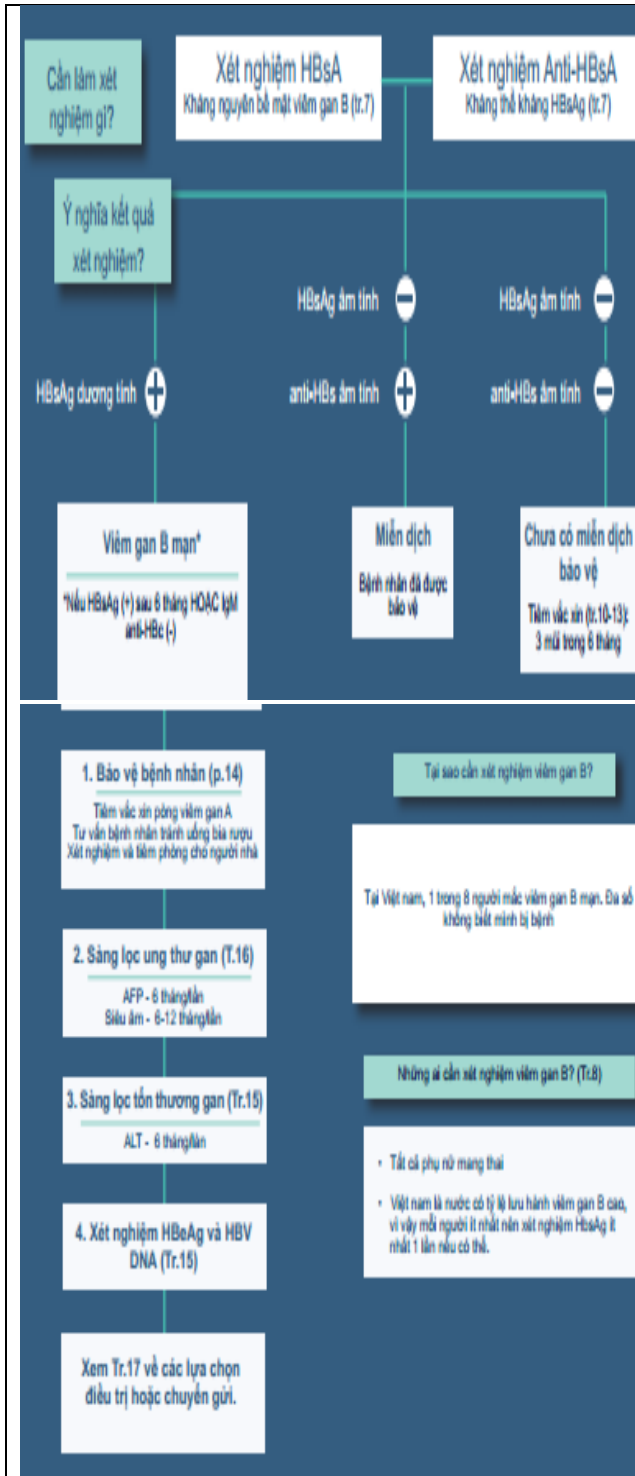 Cần làm xét
nghiệm gì?
Xét nghiệm HBsA
Kháng nguyên bề mặt viêm gan B (tr.7)
Xét nghiệm Anti-HBsA
Kháng thể kháng HBsAg (tr.7)
Ý nghĩa kết quả
xét nghiệm?
HBsAg dương tính
HBsAg âm tính
anti-HBs âm tính
HBsAg âm tính
anti-HBs âm tính
Viêm gan B mạn*
*Nếu HBsAg (+) sau 6 tháng HOẶC IgM
anti-HBc (-)
Miễn dịch
Bệnh nhân đã được
bảo vệ
Chưa có miễn dịch
bảo vệ
Tiêm vắc xin (tr.10-13):
3 mũi trong 6 tháng
1. Bảo vệ bệnh nhân (p.14)
Tiêm vắc xin pòng viêm gan A
Tư vấn bệnh nhân tránh uống bia rượu
Xét nghiệm và tiêm phòng cho người nhà
2. Sàng lọc ung thư gan (T.16)
AFP - 6 tháng/lần
Siêu âm - 6-12 tháng/lần
3. Sàng lọc tổn thương gan (Tr.15)
ALT - 6 tháng/lần
4. Xét nghiệm HBeAg và HBV
DNA (Tr.15)
Xem Tr.17 về các lựa chọn
điều trị hoặc chuyển gửi.
Tại sao cần xét nghiệm viêm gan B?
Tại Việt nam, 1 trong 8 người mắc viêm gan B mạn. Đa số
không biết mình bị bệnh
Những ai cần xét nghiệm viêm gan B? (Tr.8)
• Tất cả phụ nữ mang thai
• Việt nam là nước có tỷ lệ lưu hành viêm gan B cao,
vì vậy mỗi người ít nhất nên xét nghiệm HbsAg ít
nhất 1 lần nếu có thể.